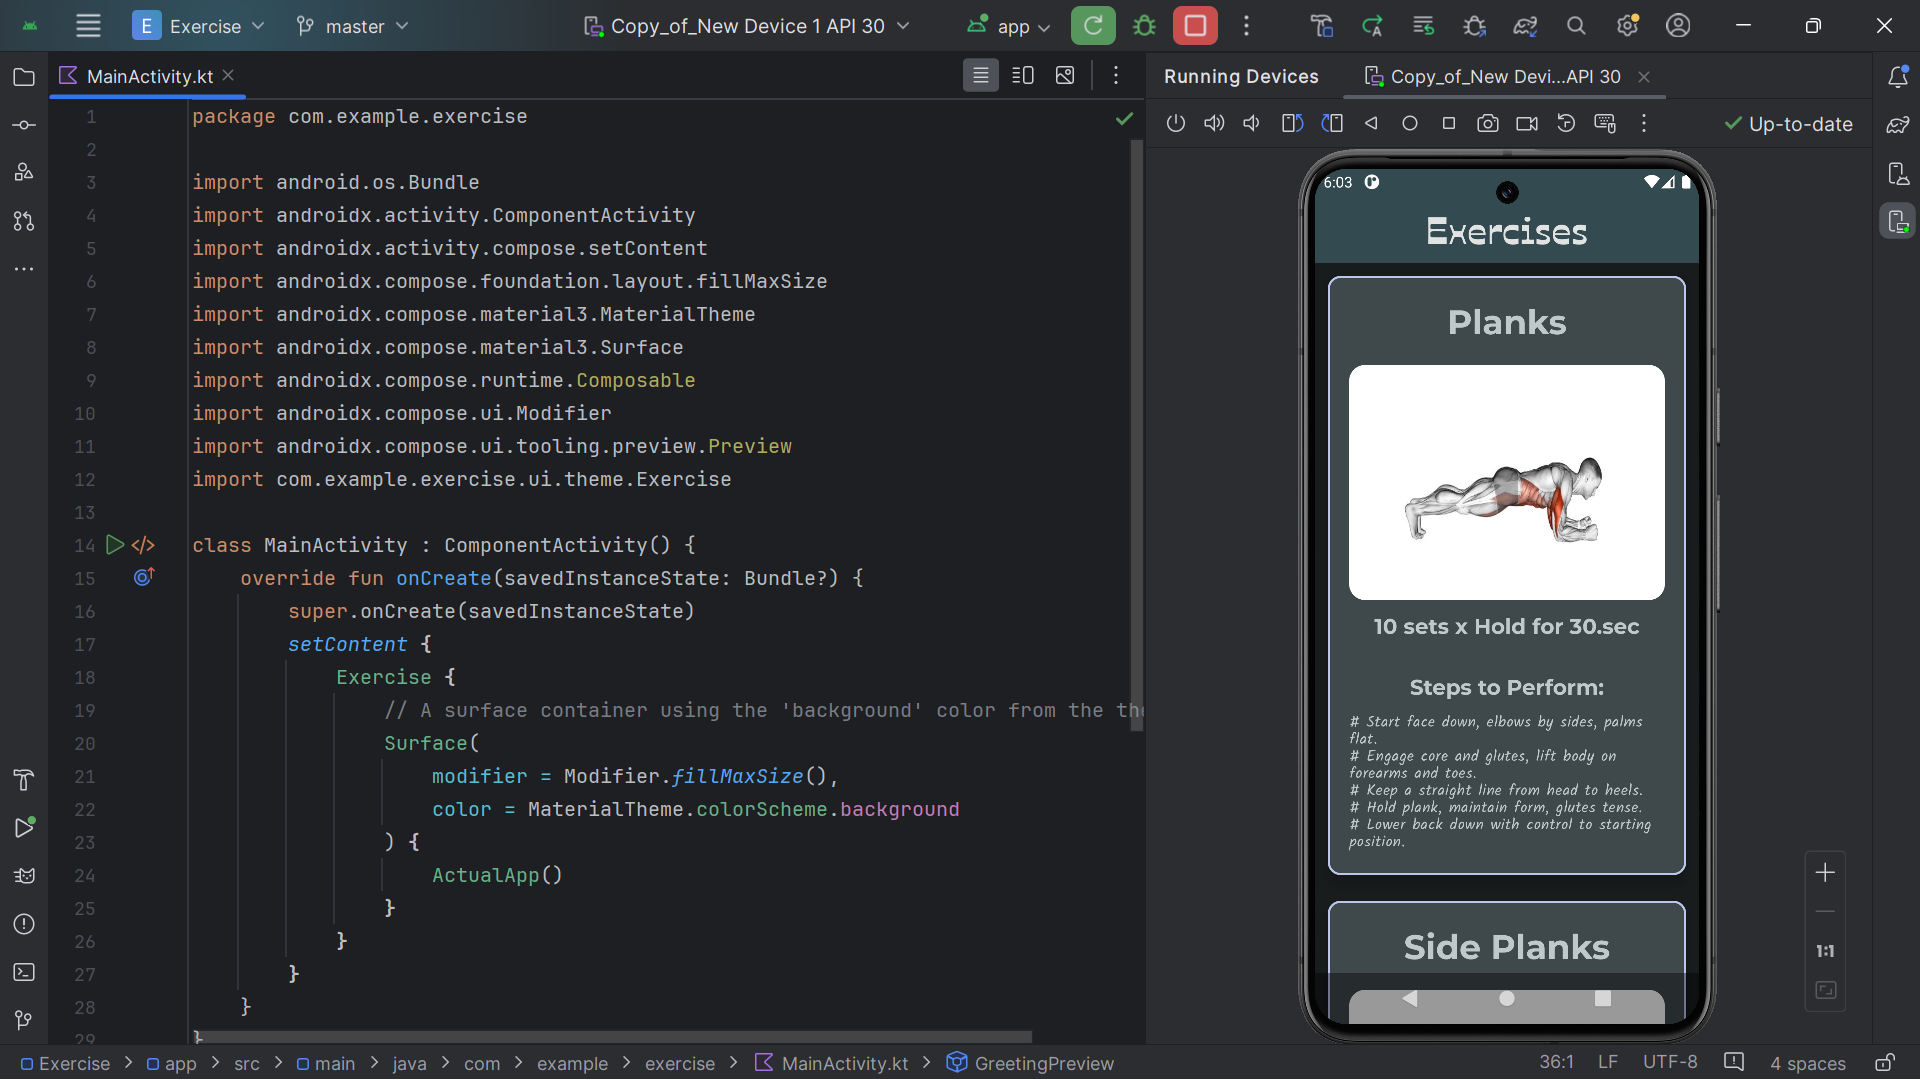 E Exercise master Copy_of_New Device 1 API 30 app
MainActivity.kt
Running Devices Copy_of_New Devi...API 30
Up-to-date
1 package com.example.exercise
2
3 import android.os.Bundle
4 import androidx.activity.ComponentActivity
5 import androidx.activity.compose.setContent
6 import androidx.compose.foundation.layout.fillMaxSize
7 import androidx.compose.material3.MaterialTheme
8 import androidx.compose.material3.Surface
9 import androidx.compose.runtime.Composable
10 import androidx.compose.ui.Modifier
11 import androidx.compose.ui.tooling.preview.Preview
12 import com.example.exercise.ui.theme.Exercise
13
14 class MainActivity : ComponentActivity() {
15 override fun onCreate(savedInstanceState: Bundle?) {
16 super.onCreate(savedInstanceState)
17 setContent {
18 Exercise {
19 // A surface container using the 'background' color from the the
20 Surface(
21 modifier = Modifier.fillMaxSize(),
22 color = MaterialTheme.colorScheme.background
23 ) {
24 ActualApp()
25 }
26 }
27 }
28 }
29 }
6:03
Exercises
Planks
10 sets x Hold for 30.sec
Steps to Perform:
# Start face down, elbows by sides, palms
flat.
# Engage core and glutes, lift body on
forearms and toes.
# Keep a straight line from head to heels.
# Hold plank, maintain form, glutes tense.
# Lower back down with control to starting
position.
Side Planks
1:1
Exercise > app > src > main > java > com > example > exercise > MainActivity.kt > GreetingPreview
36:1 LF UTF-8 4 spaces